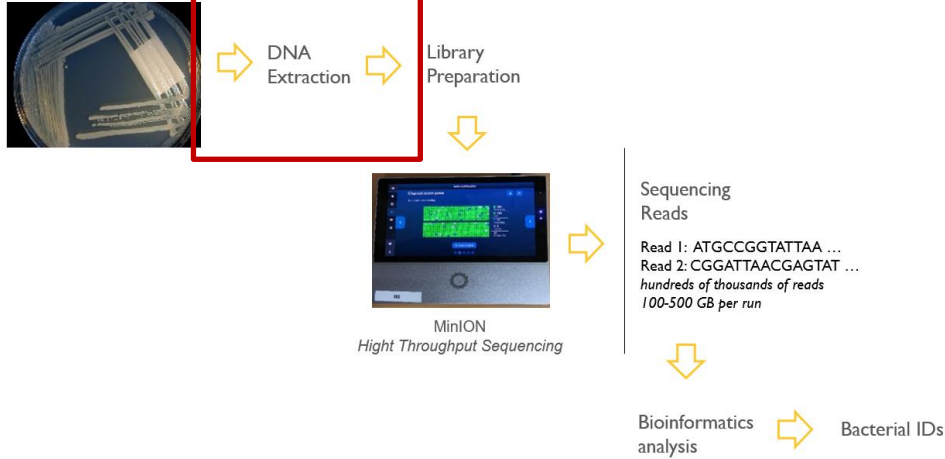 DNA
Extraction
Library
Preparation
MinION
Hight Throughput Sequencing
Sequencing
Reads
Read 1: ATGCCGGTATTAA ...
Read 2: CGGATTAACGAGTAT ...
hundreds of thousands of reads
100-500 GB per run
Bioinformatics
analysis
Bacterial IDs